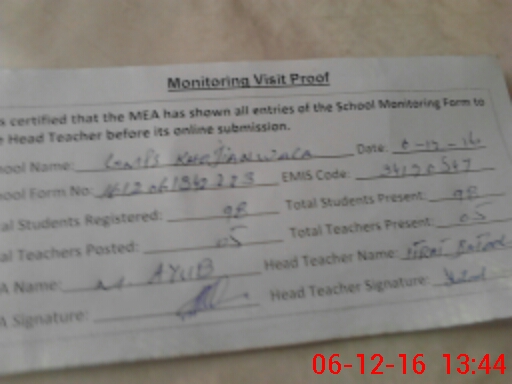 Monitoring Visit Proof
s certified that the MEA has shown all entries of the School Monitoring Form to
e Head Teacher before its online submission.
hool Name: Date: 6-12-16
hool Form No: EMIS Code:
al Students Registered: 98 Total Students Present: 98
al Teachers Posted: 05 Total Teachers Present: 05
A Name: M. AYUB Head Teacher Name:
A Signature: Head Teacher Signature:
06-12-16 13:44